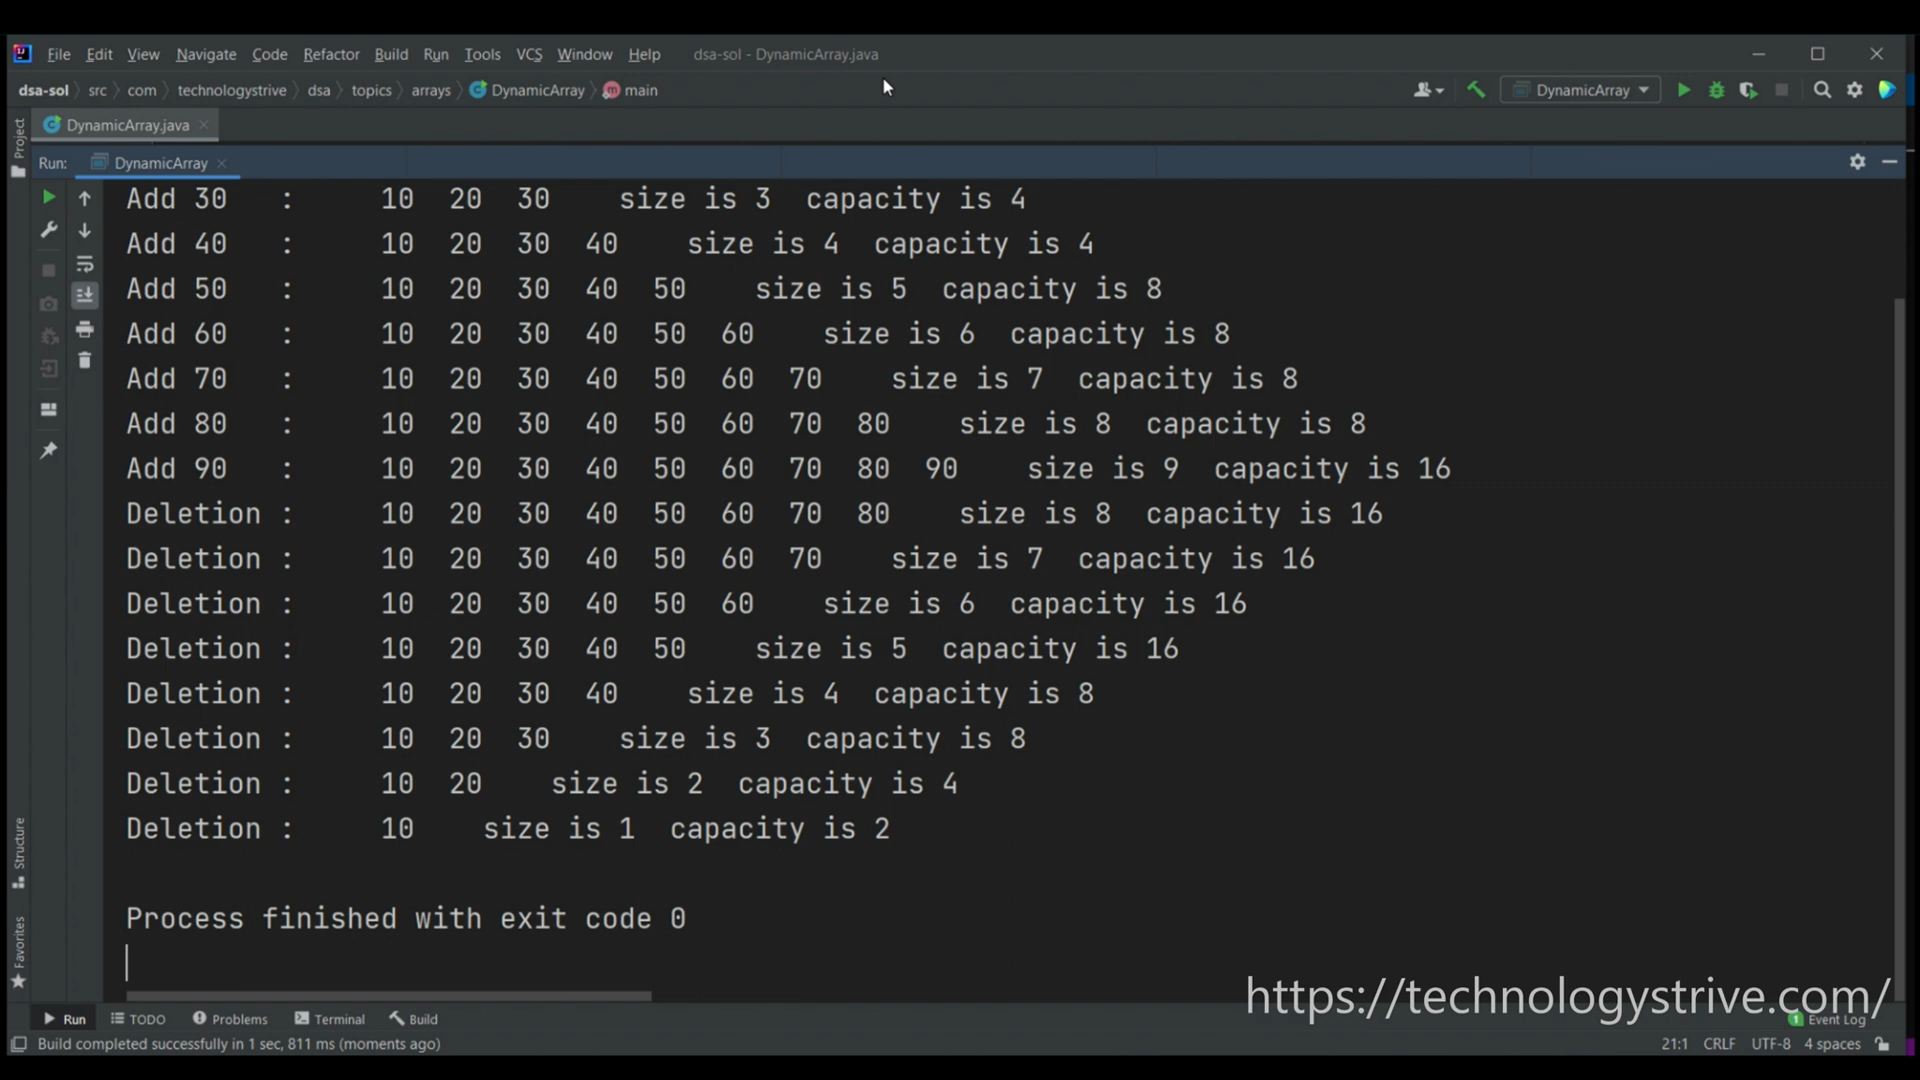 File Edit View Navigate Code Refactor Build Run Tools VCS Window Help dsa-sol - DynamicArray.java
dsa-sol src com technologystrive dsa topics arrays DynamicArray main DynamicArray
Project
DynamicArray.java
Run: DynamicArray
Add 30 : 10 20 30 size is 3 capacity is 4
Add 40 : 10 20 30 40 size is 4 capacity is 4
Add 50 : 10 20 30 40 50 size is 5 capacity is 8
Add 60 : 10 20 30 40 50 60 size is 6 capacity is 8
Add 70 : 10 20 30 40 50 60 70 size is 7 capacity is 8
Add 80 : 10 20 30 40 50 60 70 80 size is 8 capacity is 8
Add 90 : 10 20 30 40 50 60 70 80 90 size is 9 capacity is 16
Deletion : 10 20 30 40 50 60 70 80 size is 8 capacity is 16
Deletion : 10 20 30 40 50 60 70 size is 7 capacity is 16
Deletion : 10 20 30 40 50 60 size is 6 capacity is 16
Deletion : 10 20 30 40 50 size is 5 capacity is 16
Deletion : 10 20 30 40 size is 4 capacity is 8
Deletion : 10 20 30 size is 3 capacity is 8
Deletion : 10 20 size is 2 capacity is 4
Deletion : 10 size is 1 capacity is 2
Structure
Process finished with exit code 0
Favorites
https://technologystrive.com/
Run TODO Problems Terminal Build 1 Event Log
Build completed successfully in 1 sec, 811 ms (moments ago) 21:1 CRLF UTF-8 4 spaces